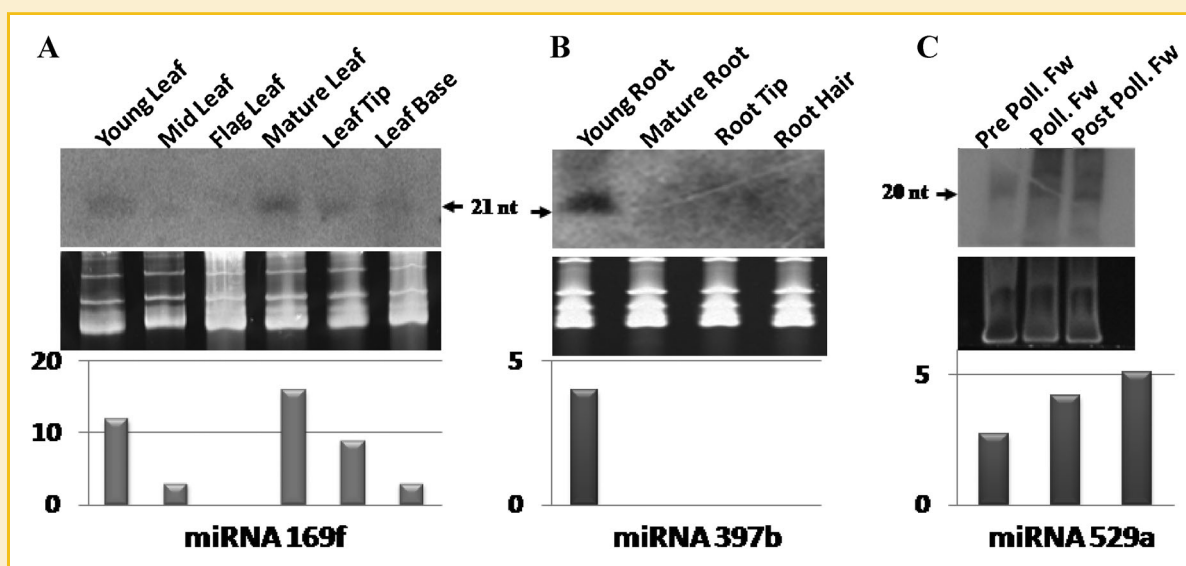 A
Young Leaf
Mid Leaf
Flag Leaf
Mature Leaf
Leaf Tip
Leaf Base
B
Young Root
Mature Root
Root Tip
Root Hair
C
Pre Poll. Fw
Poll. Fw
Post Poll. Fw
21 nt
20 nt
20
10
0
miRNA 169f
5
0
miRNA 397b
5
0
miRNA 529a